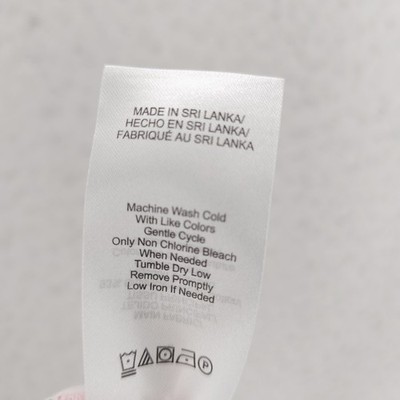 MADE IN SRI LANKA/
HECHO EN SRI LANKA/
FABRIQUÉ AU SRI LANKA
Machine Wash Cold
With Like Colors
Gentle Cycle
Only Non Chlorine Bleach
When Needed
Tumble Dry Low
Remove Promptly
Low Iron If Needed